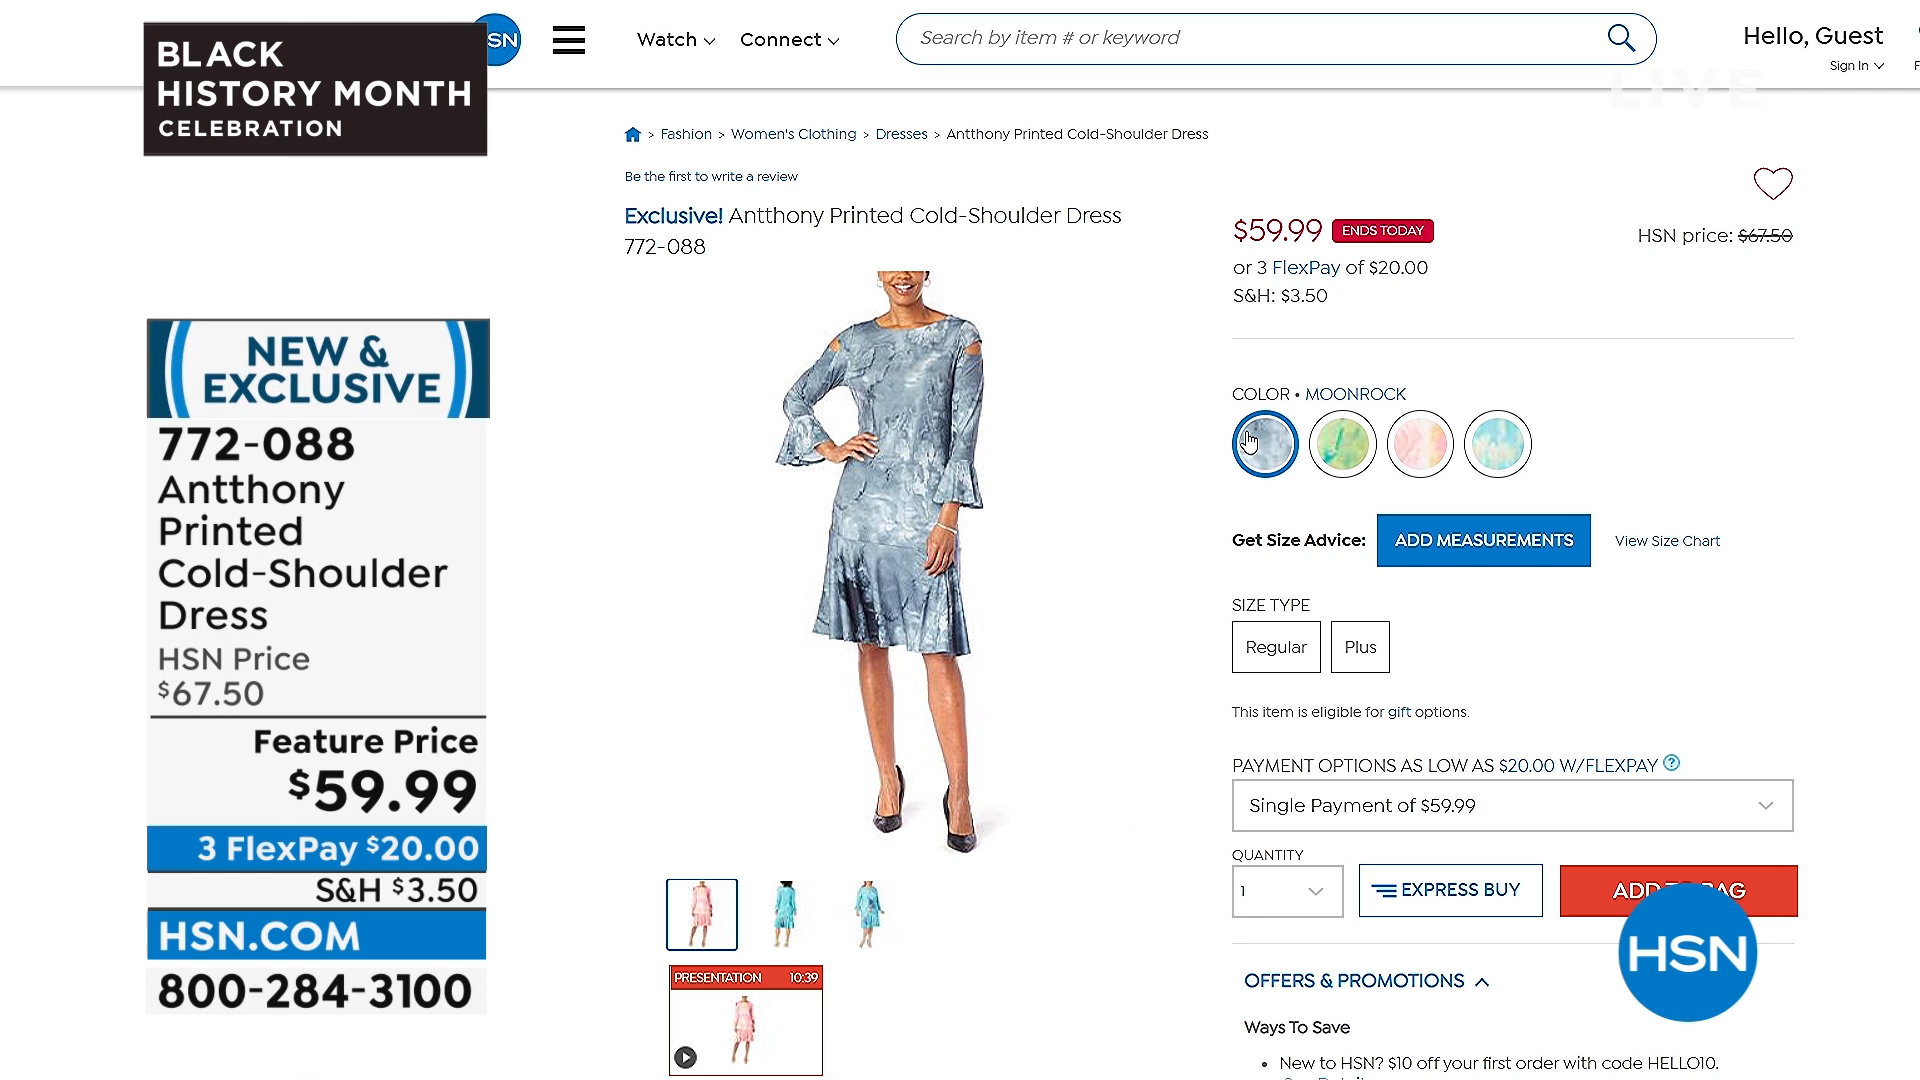 BLACK
HISTORY MONTH
CELEBRATION
HSN
Watch
Connect
Search by item # or keyword
Hello, Guest
Sign In
F
LIVE
> Fashion > Women's Clothing > Dresses > Antthony Printed Cold-Shoulder Dress
Be the first to write a review
Exclusive! Antthony Printed Cold-Shoulder Dress
772-088
$59.99 ENDS TODAY
HSN price: $67.50
or 3 FlexPay of $20.00
S&H: $3.50
COLOR • MOONROCK
Get Size Advice: ADD MEASUREMENTS View Size Chart
SIZE TYPE
Regular Plus
This item is eligible for gift options.
PAYMENT OPTIONS AS LOW AS $20.00 W/FLEXPAY ?
Single Payment of $59.99
QUANTITY
1
EXPRESS BUY
ADD TO BAG
OFFERS & PROMOTIONS
Ways To Save
• New to HSN? $10 off your first order with code HELLO10.
PRESENTATION 10:39
NEW &
EXCLUSIVE
772-088
Antthony
Printed
Cold-Shoulder
Dress
HSN Price
$67.50
Feature Price
$59.99
3 FlexPay $20.00
S&H $3.50
HSN.COM
800-284-3100
HSN